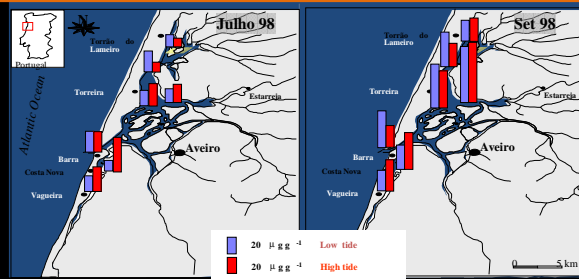 N
Portugal
Julho 98
Torrão do
Lameiro
Torreira
Estarreja
Atlantic Ocean
Aveiro
Barra
Costa Nova
Vagueira
Set 98
Torrão do
Lameiro
Torreira
Estarreja
Aveiro
Barra
Costa Nova
Vagueira
0 5 km
20 μg g -1 Low tide
20 μg g -1 High tide